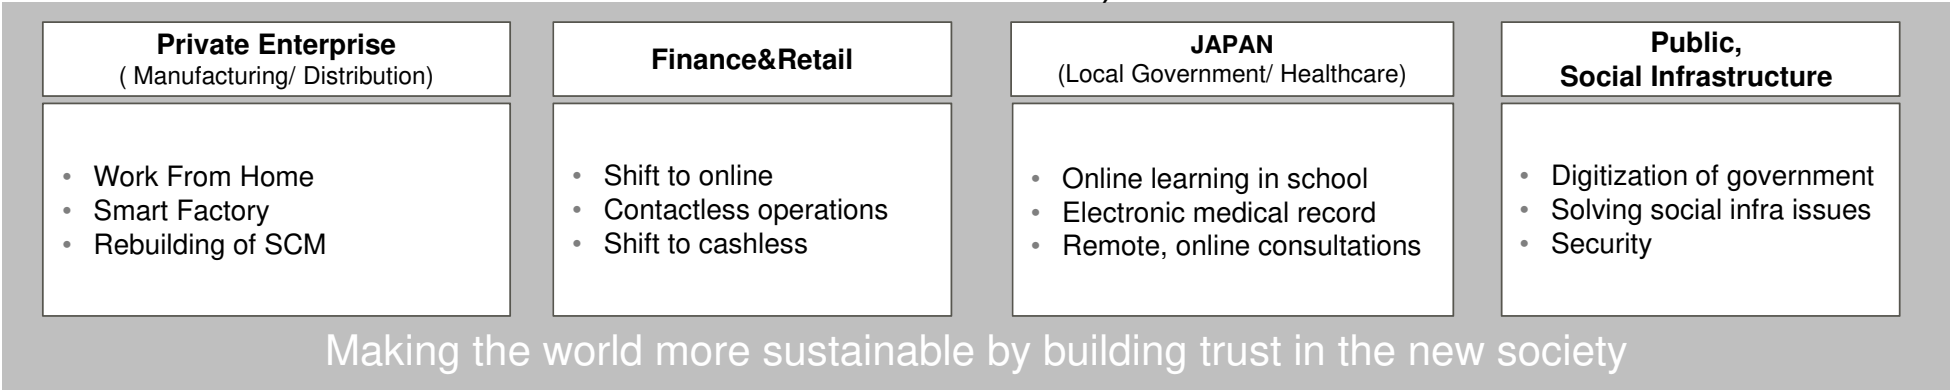 Private Enterprise
( Manufacturing/ Distribution)
• Work From Home
• Smart Factory
• Rebuilding of SCM
Finance&Retail
• Shift to online
• Contactless operations
• Shift to cashless
JAPAN
(Local Government/ Healthcare)
• Online learning in school
• Electronic medical record
• Remote, online consultations
Public,
Social Infrastructure
• Digitization of government
• Solving social infra issues
• Security
Making the world more sustainable by building trust in the new society